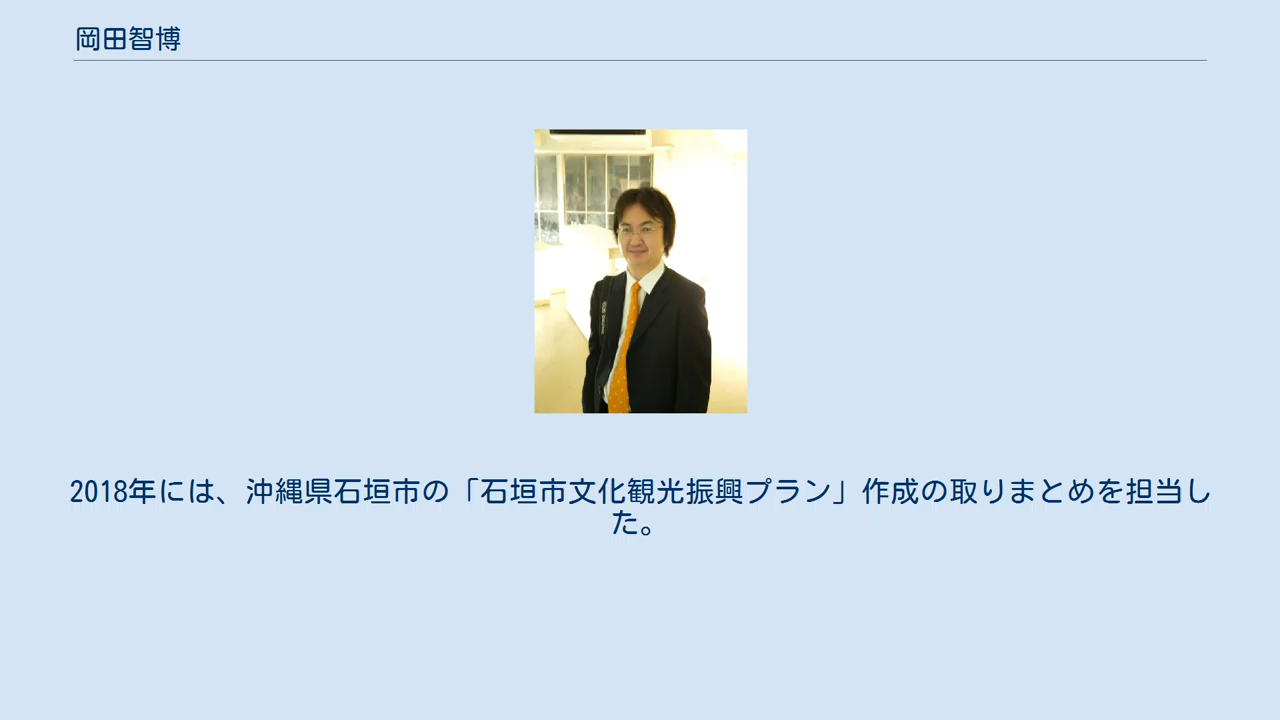 岡田智博
2018年には、沖縄県石垣市の「石垣市文化観光振興プラン」作成の取りまとめを担当し
た。